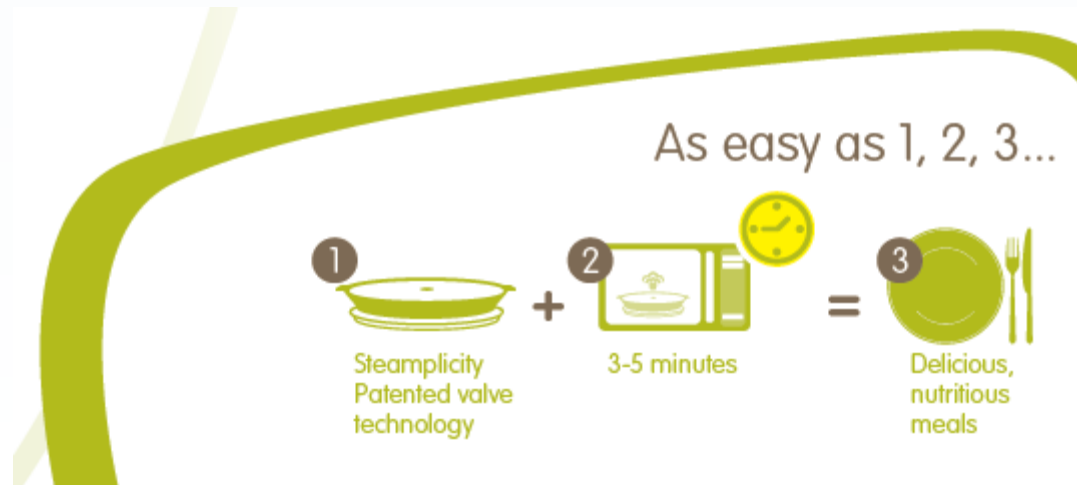 As easy as 1, 2, 3...
1
+
2
=
3
Steamplicity
Patented valve
technology
3-5 minutes
Delicious,
nutritious
meals